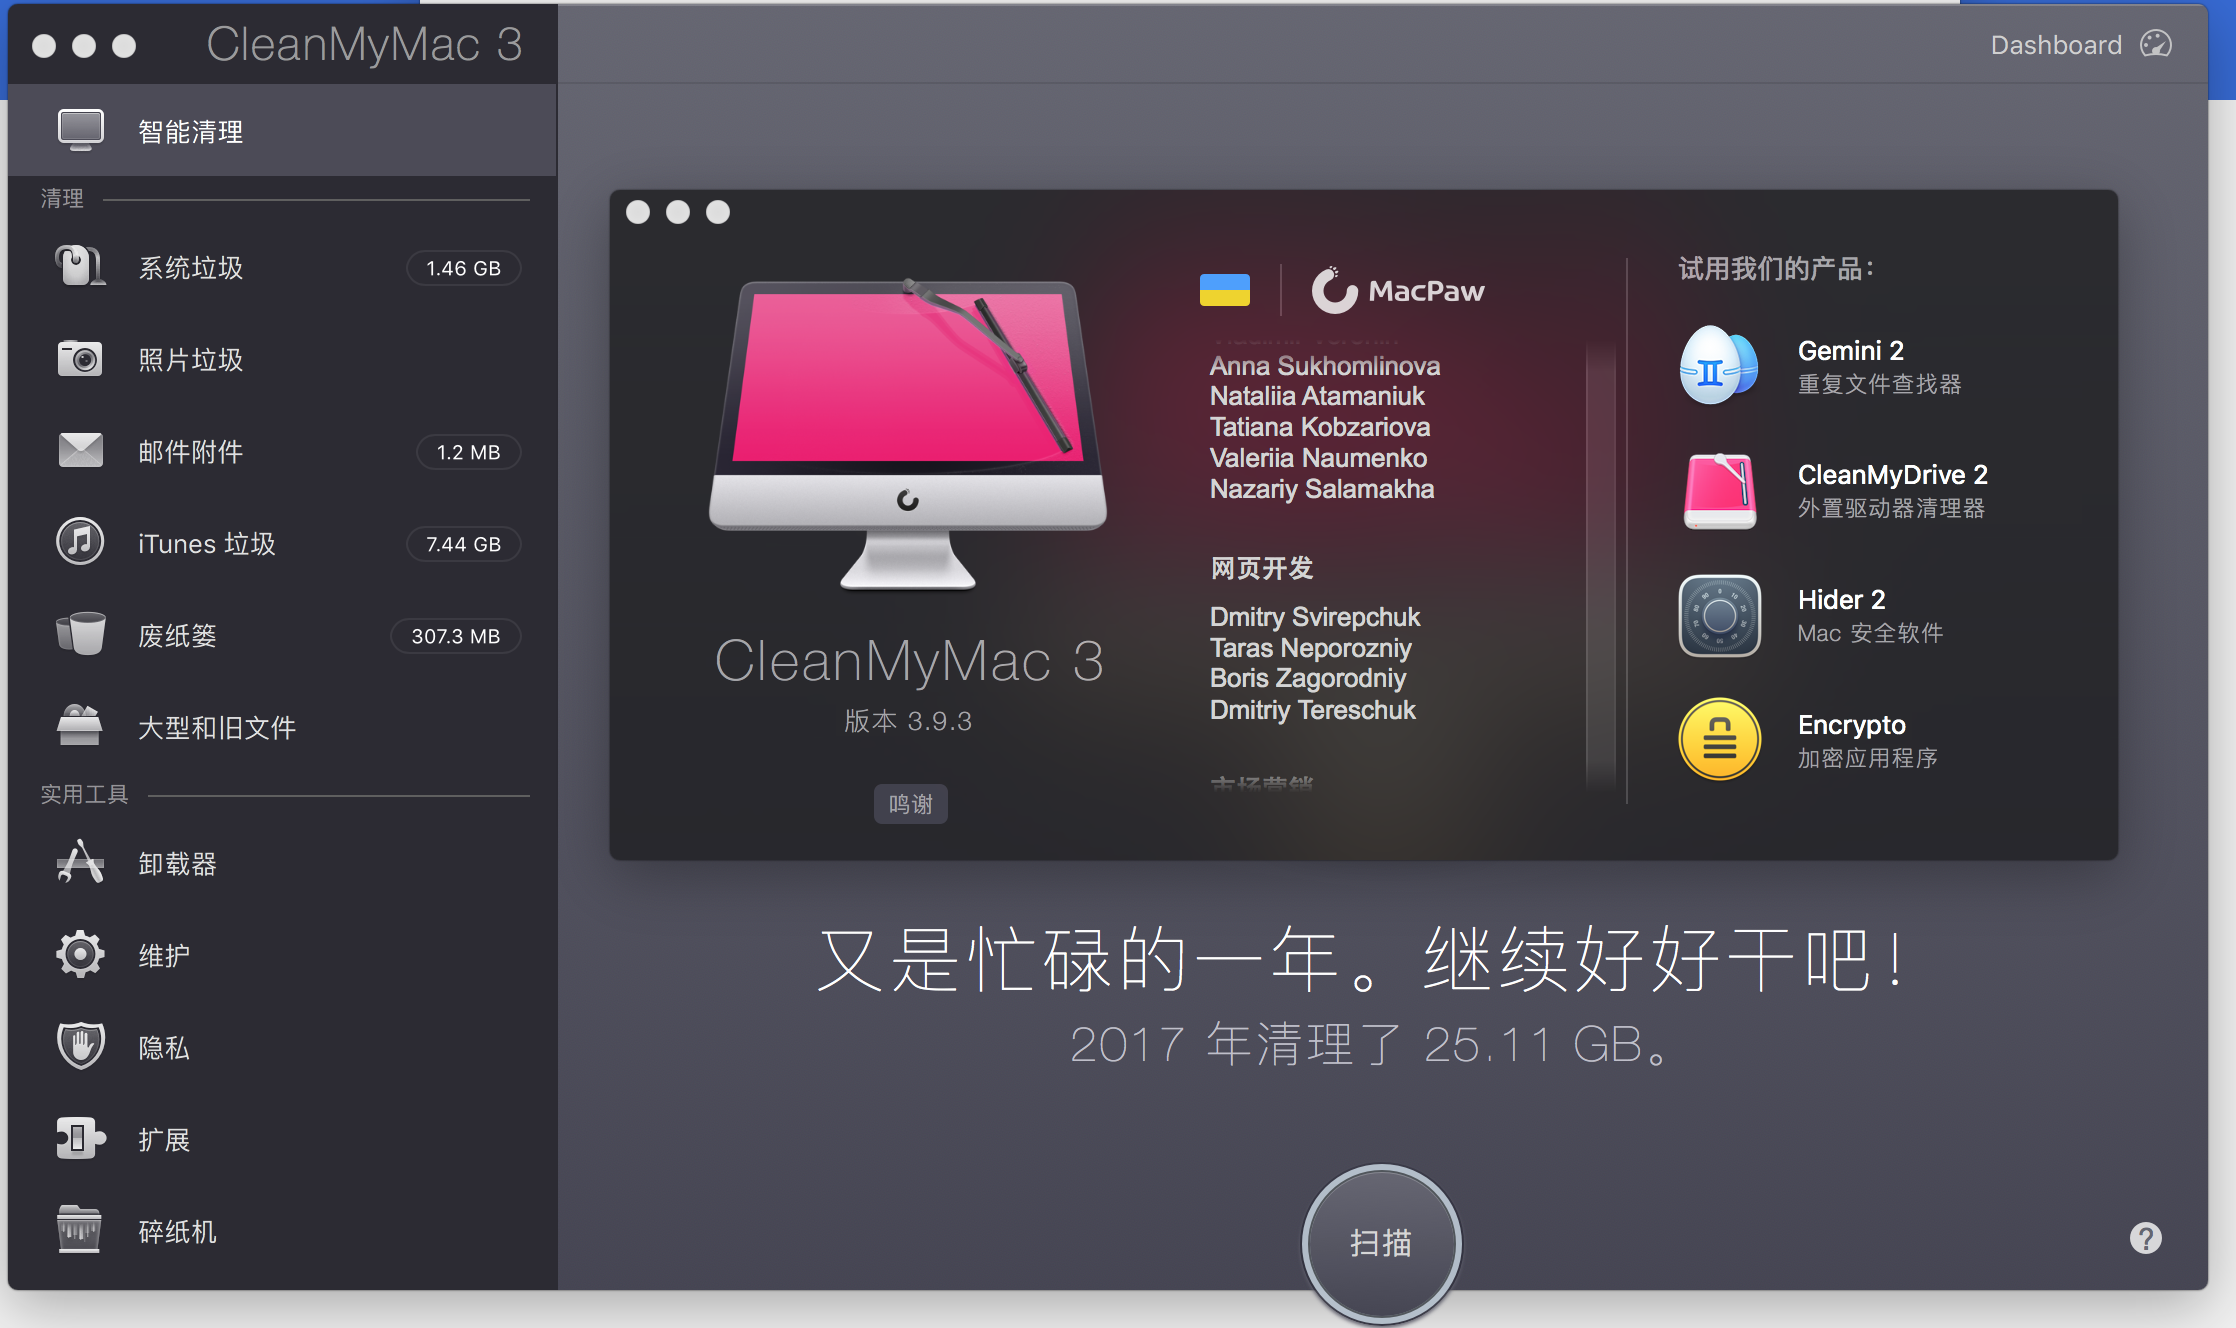 CleanMyMac 3
Dashboard
智能清理
清理
系统垃圾 1.46 GB
照片垃圾
邮件附件 1.2 MB
iTunes 垃圾 7.44 GB
废纸篓 307.3 MB
大型和旧文件
实用工具
卸载器
维护
隐私
扩展
碎纸机
CleanMyMac 3
版本 3.9.3
鸣谢
MacPaw
Anna Sukhomlinova
Nataliia Atamaniuk
Tatiana Kobzariova
Valeriia Naumenko
Nazariy Salamakha
网页开发
Dmitry Svirepchuk
Taras Neporozniy
Boris Zagorodniy
Dmitriy Tereschuk
市场营销
试用我们的产品：
Gemini 2
重复文件查找器
CleanMyDrive 2
外置驱动器清理器
Hider 2
Mac 安全软件
Encrypto
加密应用程序
又是忙碌的一年。继续好好干吧！
2017 年清理了 25.11 GB。
扫描
?